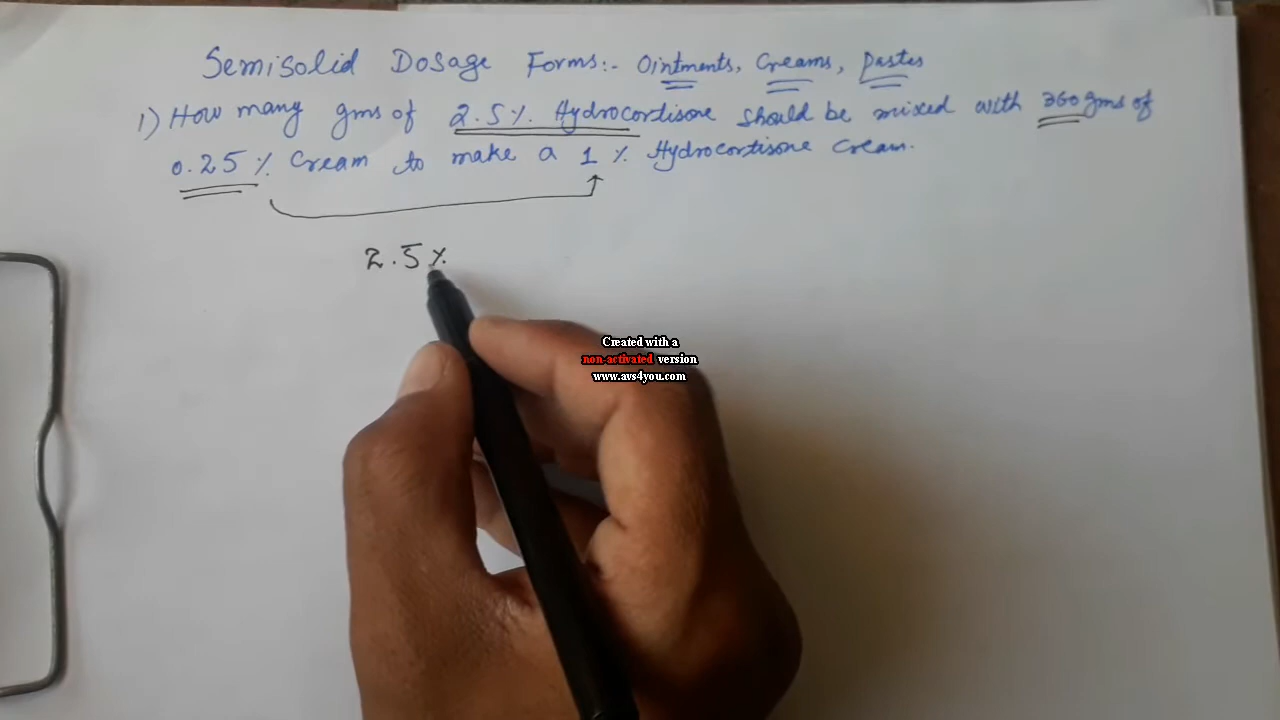 Semisolid Dosage Forms:- Ointments, Creams, Pastes
1) How many gms of 2.5% Hydrocortisone should be mixed with 360 gms of
0.25% Cream to make a 1% Hydrocortisone Cream.
2.5%
Created with a
non-activated version
www.avs4you.com